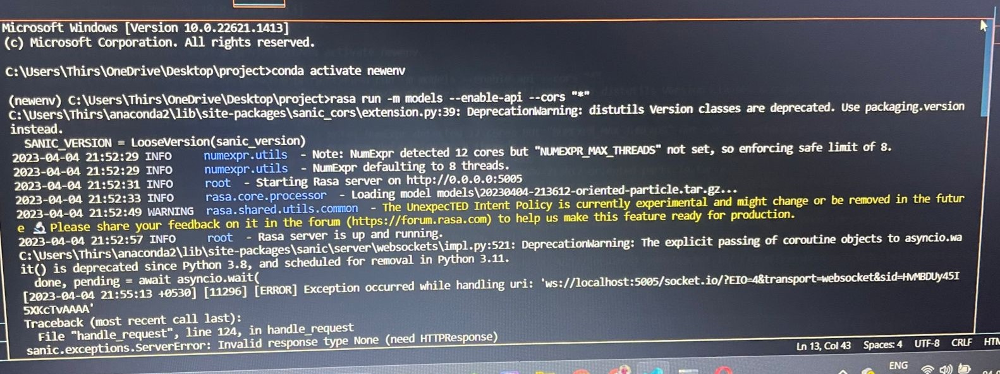 Microsoft Windows [Version 10.0.22621.1413]
(c) Microsoft Corporation. All rights reserved.
C:\Users\Thirs\OneDrive\Desktop\project>conda activate newenv
(newenv) C:\Users\Thirs\OneDrive\Desktop\project>rasa run -m models --enable-api --cors "*"
C:\Users\Thirs\anaconda2\lib\site-packages\sanic_cors\extension.py:39: DeprecationWarning: distutils Version classes are deprecated. Use packaging.version
instead.
SANIC_VERSION = LooseVersion(sanic_version)
2023-04-04 21:52:29 INFO numexpr.utils - Note: NumExpr detected 12 cores but "NUMEXPR_MAX_THREADS" not set, so enforcing safe limit of 8.
2023-04-04 21:52:29 INFO numexpr.utils - NumExpr defaulting to 8 threads.
2023-04-04 21:52:31 INFO root - Starting Rasa server on http://0.0.0.0:5005
2023-04-04 21:52:33 INFO rasa.core.processor - Loading model models\20230404-213612-oriented-particle.tar.gz...
2023-04-04 21:52:49 WARNING rasa.shared.utils.common - The UnexpecTED Intent Policy is currently experimental and might change or be removed in the futur
e 🔬 Please share your feedback on it in the forum (https://forum.rasa.com) to help us make this feature ready for production.
2023-04-04 21:52:57 INFO root - Rasa server is up and running.
C:\Users\Thirs\anaconda2\lib\site-packages\sanic\server\websockets\impl.py:521: DeprecationWarning: The explicit passing of coroutine objects to asyncio.wa
it() is deprecated since Python 3.8, and scheduled for removal in Python 3.11.
done, pending = await asyncio.wait(
[2023-04-04 21:55:13 +0530] [11296] [ERROR] Exception occurred while handling uri: 'ws://localhost:5005/socket.io/?EIO=4&transport=websocket&sid=HvMBDUy45I
5XKcTvAAAA'
Traceback (most recent call last):
File "handle_request", line 124, in handle_request
sanic.exceptions.ServerError: Invalid response type None (need HTTPResponse)
Ln 13, Col 43 Spaces: 4 UTF-8 CRLF HTM
ENG